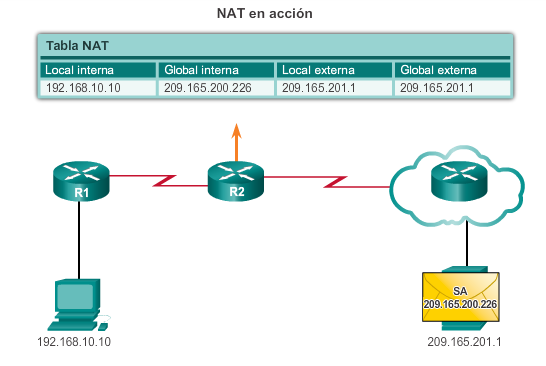 NAT en acción
Tabla NAT
Local interna Global interna Local externa Global externa
192.168.10.10 209.165.200.226 209.165.201.1 209.165.201.1
R1 R2
SA
209.165.200.226
192.168.10.10 209.165.201.1